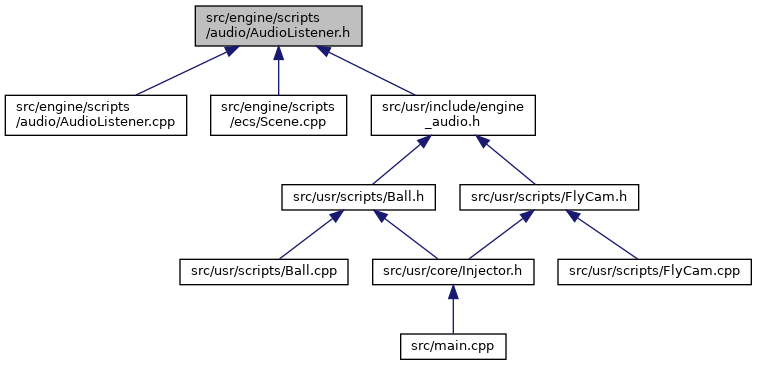 src/engine/scripts
/audio/AudioListener.h
src/engine/scripts
/audio/AudioListener.cpp
src/engine/scripts
/ecs/Scene.cpp
src/usr/include/engine
_audio.h
src/usr/scripts/Ball.h
src/usr/scripts/FlyCam.h
src/usr/scripts/Ball.cpp
src/usr/core/Injector.h
src/usr/scripts/FlyCam.cpp
src/main.cpp